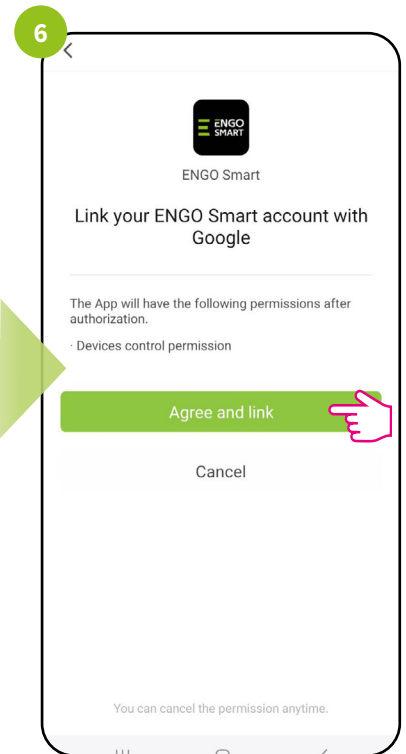 6
ENGO
SMART
ENGO Smart
Link your ENGO Smart account with
Google
The App will have the following permissions after
authorization.
· Devices control permission
Agree and link
Cancel
You can cancel the permission anytime.